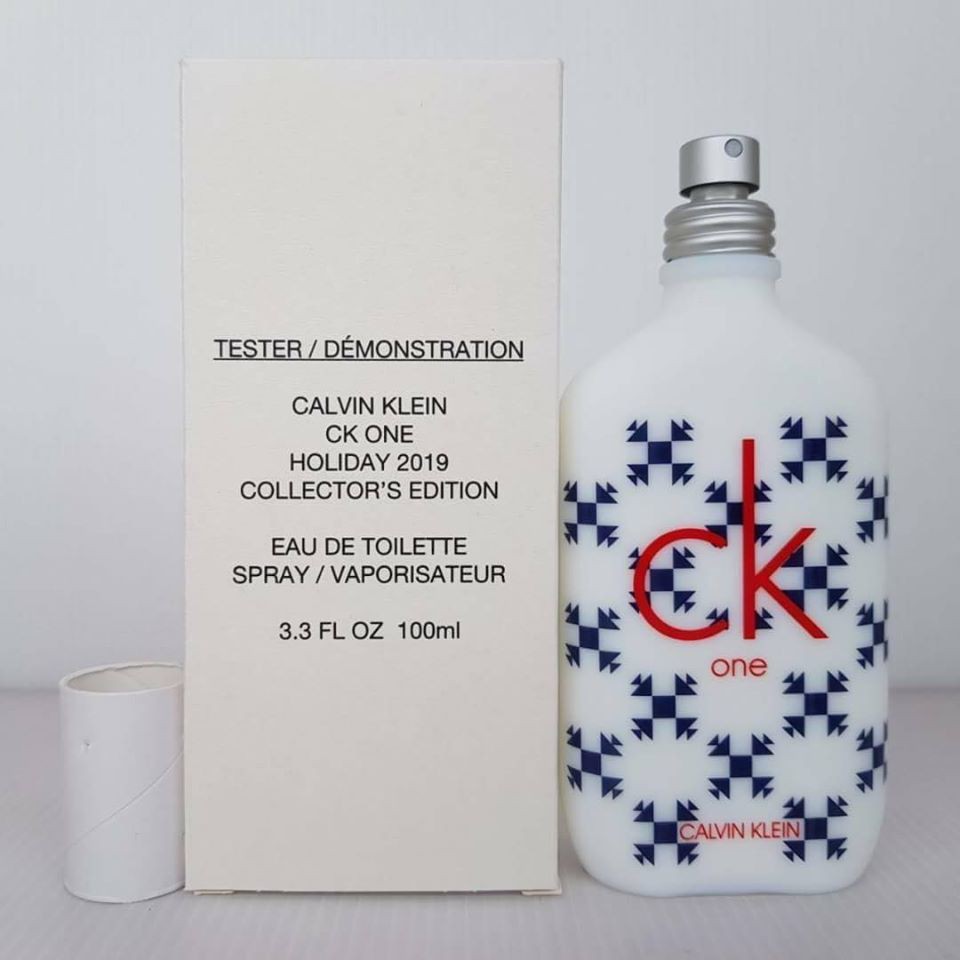 TESTER / DÉMONSTRATION
CALVIN KLEIN
CK ONE
HOLIDAY 2019
COLLECTOR'S EDITION
EAU DE TOILETTE
SPRAY / VAPORISATEUR
3.3 FL OZ 100ml
ck
one
CALVIN KLEIN